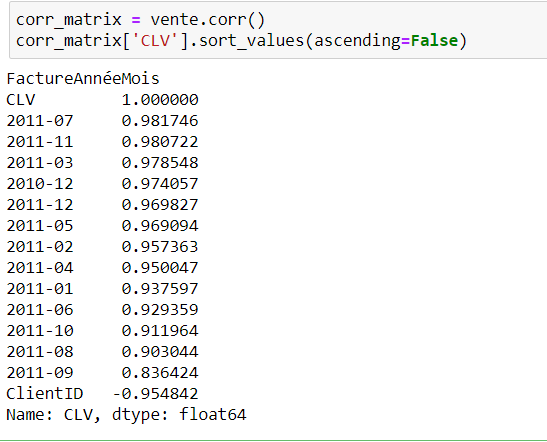 corr_matrix = vente.corr()
corr_matrix['CLV'].sort_values(ascending=False)
FactureAnnéeMois
CLV 1.000000
2011-07 0.981746
2011-11 0.980722
2011-03 0.978548
2010-12 0.974057
2011-12 0.969827
2011-05 0.969094
2011-02 0.957363
2011-04 0.950047
2011-01 0.937597
2011-06 0.929359
2011-10 0.911964
2011-08 0.903044
2011-09 0.836424
ClientID -0.954842
Name: CLV, dtype: float64